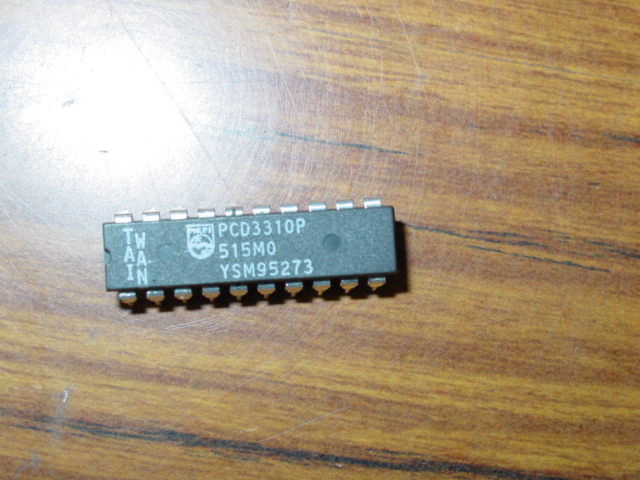 TAI
WAN
PHILIPS
PCD3310P
515M0
YSM95273